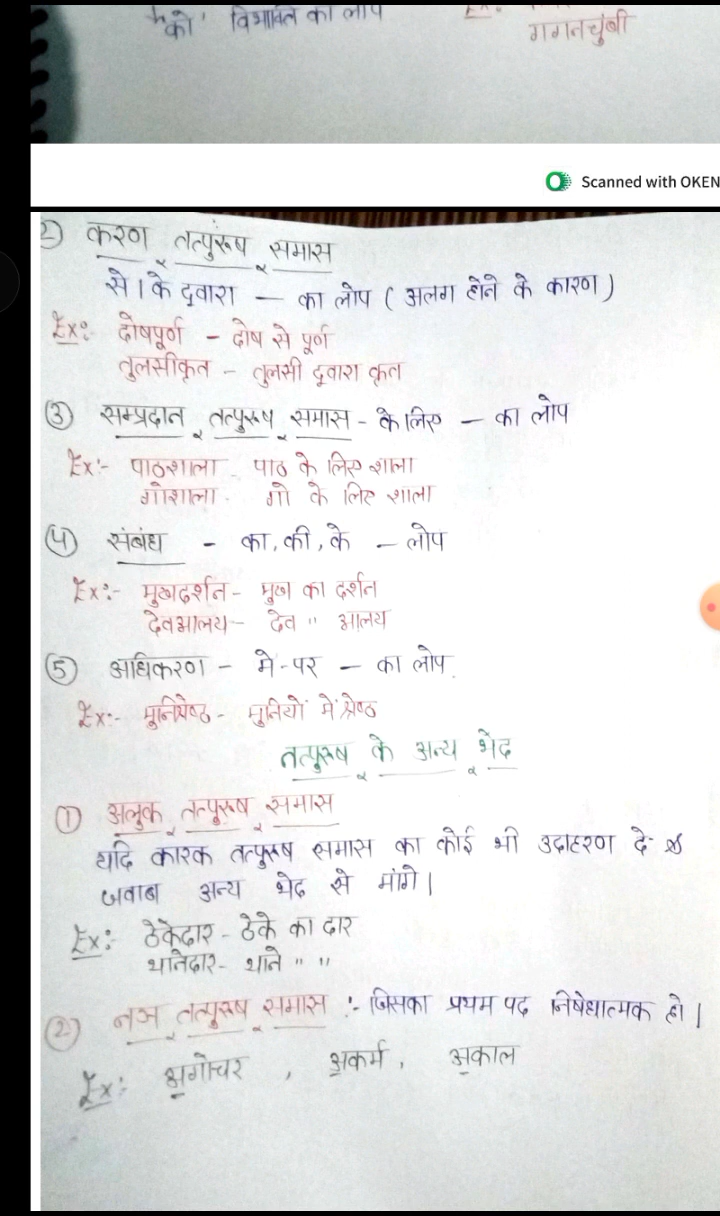 'को' विभक्ति का लोप
गगनचुंबी
Scanned with OKEN
2) करण तत्पुरुष समास
से । के द्वारा — का लोप ( अलग होने के कारण )
Ex:- दोषपूर्ण - दोष से पूर्ण
तुलसीकृत - तुलसी द्वारा कृत
③ सम्प्रदान तत्पुरुष समास - के लिए — का लोप
Ex:- पाठशाला - पाठ के लिए शाला
गोशाला - गो के लिए शाला
④ संबंध - का, की, के - लोप
Ex:- मुखदर्शन - मुख का दर्शन
देवआलय - देव " आलय
⑤ अधिकरण - मे - पर — का लोप.
Ex:- मुनिश्रेष्ठ - मुनियों में श्रेष्ठ
तत्पुरुष के अन्य भेद
① अलुक तत्पुरुष समास
यदि कारक तत्पुरुष समास का कोई भी उदाहरण दे
जवाब अन्य भेद से मांगे।
Ex:- ठेकेदार - ठेके का दार
थानेदार - थाने " "
② नञ तत्पुरुष समास :- जिसका प्रथम पद निषेधात्मक हो।
Ex:- अगोचर, अकर्म, अकाल